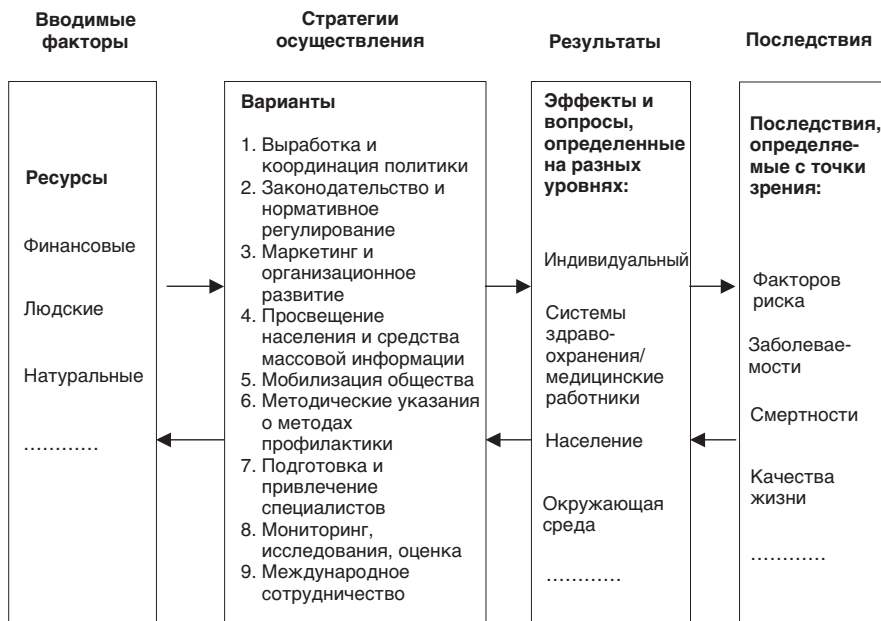 Вводимые
факторы
Стратегии
осуществления
Результаты
Последствия
Ресурсы
Финансовые
Людские
Натуральные
............
Варианты
1. Выработка и
координация политики
2. Законодательство и
нормативное
регулирование
3. Маркетинг и
организационное
развитие
4. Просвещение
населения и средства
массовой информации
5. Мобилизация общества
6. Методические указания
о методах
профилактики
7. Подготовка и
привлечение
специалистов
8. Мониторинг,
исследования, оценка
9. Международное
сотрудничество
Эффекты и
вопросы,
определенные
на разных
уровнях:
Индивидуальный
Системы
здраво-
охранения/
медицинские
работники
Население
Окружающая
среда
............
Последствия,
определяе-
мые с точки
зрения:
Факторов
риска
Заболевае-
мости
Смертности
Качества
жизни
............